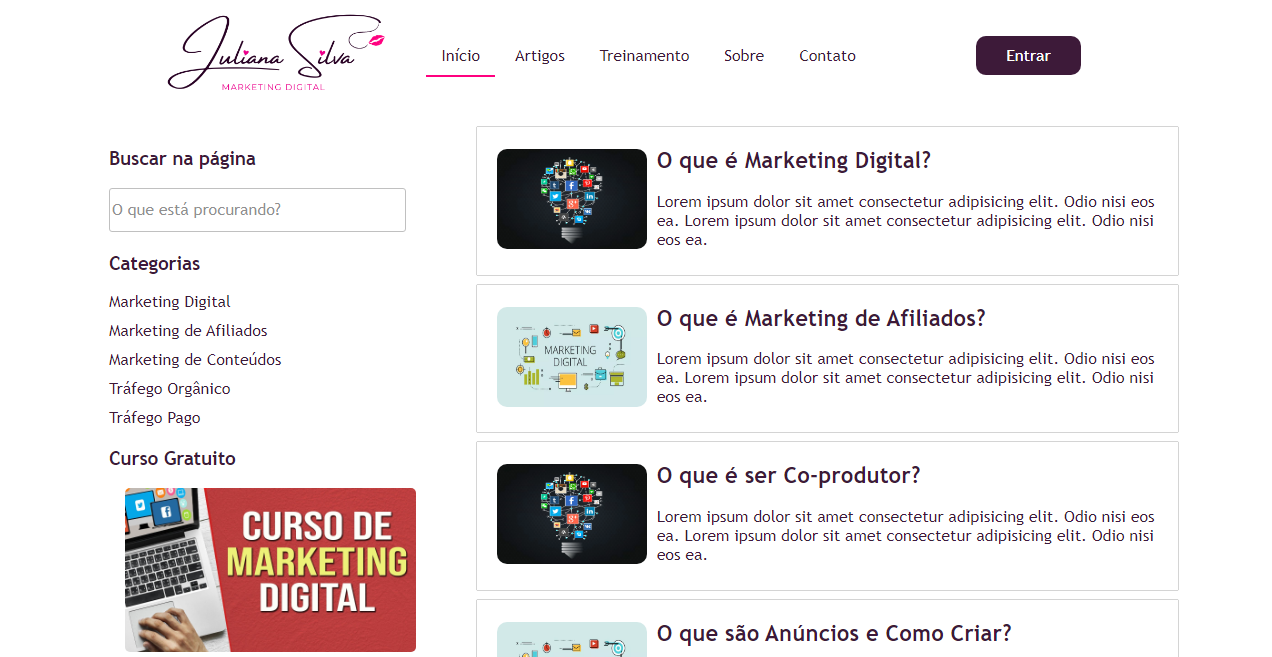 Juliana Silva
MARKETING DIGITAL
Início
Artigos
Treinamento
Sobre
Contato
Entrar
Buscar na página
O que está procurando?
Categorias
Marketing Digital
Marketing de Afiliados
Marketing de Conteúdos
Tráfego Orgânico
Tráfego Pago
Curso Gratuito
CURSO DE
MARKETING
DIGITAL
O que é Marketing Digital?
Lorem ipsum dolor sit amet consectetur adipisicing elit. Odio nisi eos
ea. Lorem ipsum dolor sit amet consectetur adipisicing elit. Odio nisi
eos ea.
MARKETING
DIGITAL
O que é Marketing de Afiliados?
Lorem ipsum dolor sit amet consectetur adipisicing elit. Odio nisi eos
ea. Lorem ipsum dolor sit amet consectetur adipisicing elit. Odio nisi
eos ea.
O que é ser Co-produtor?
Lorem ipsum dolor sit amet consectetur adipisicing elit. Odio nisi eos
ea. Lorem ipsum dolor sit amet consectetur adipisicing elit. Odio nisi
eos ea.
O que são Anúncios e Como Criar?